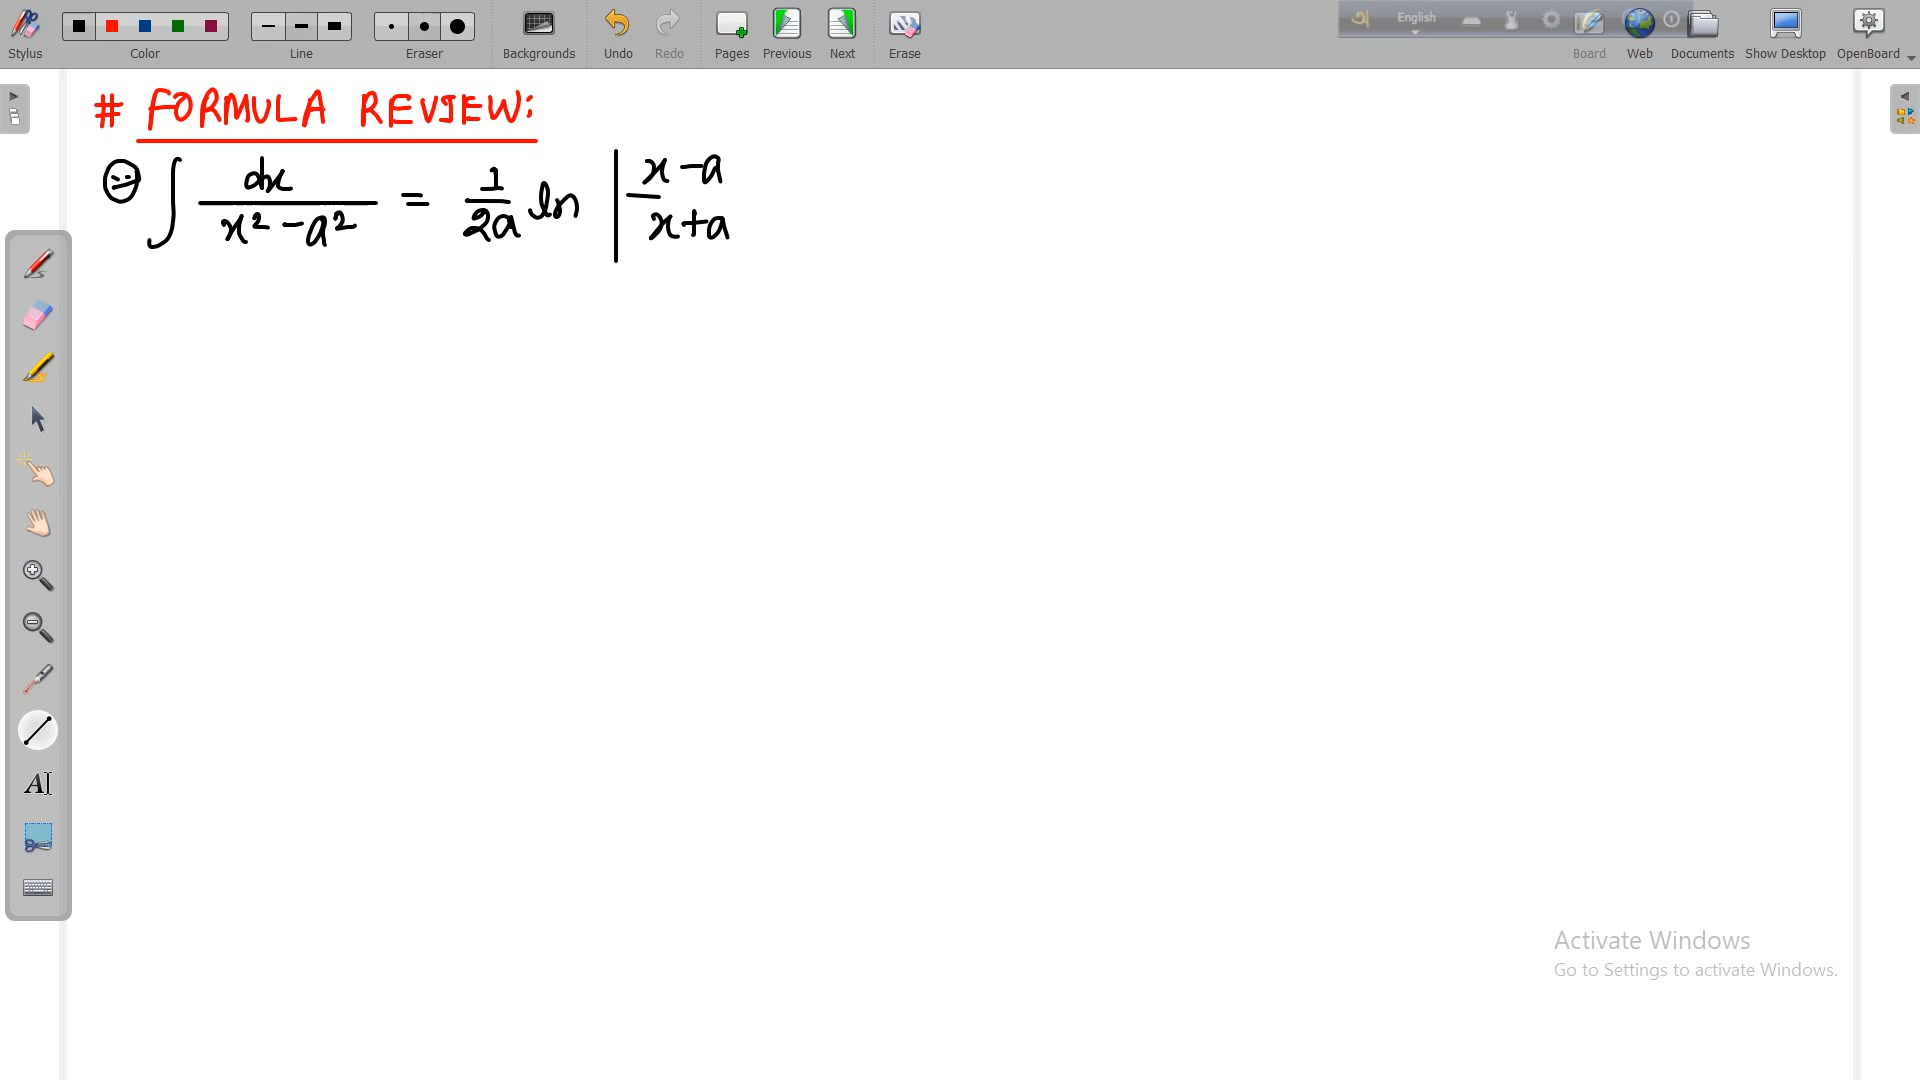 Stylus Color Line Eraser Backgrounds Undo Redo Pages Previous Next Erase English Board Web Documents Show Desktop OpenBoard
# FORMULA REVIEW:
∫ dx / x² - a² = 1/2a ln | x - a / x + a
AI
Activate Windows
Go to Settings to activate Windows.